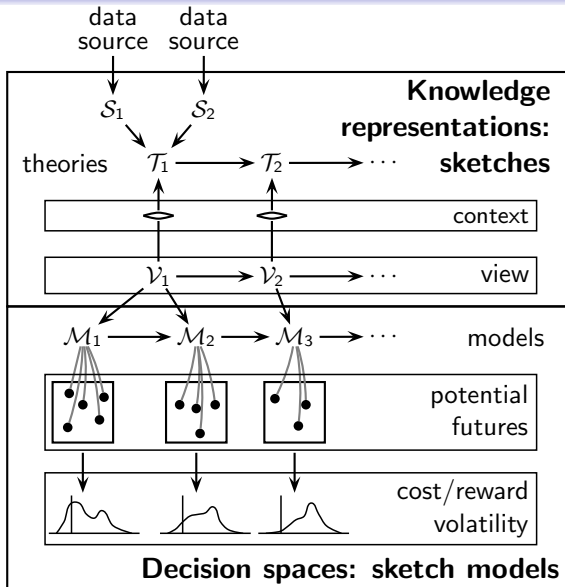 data data
source source
Knowledge
representations:
sketches
𝒮₁ 𝒮₂
theories 𝒯₁ 𝒯₂ ···
context
𝒱₁ 𝒱₂ ··· view
ℳ₁ ℳ₂ ℳ₃ ··· models
potential
futures
cost/reward
volatility
Decision spaces: sketch models